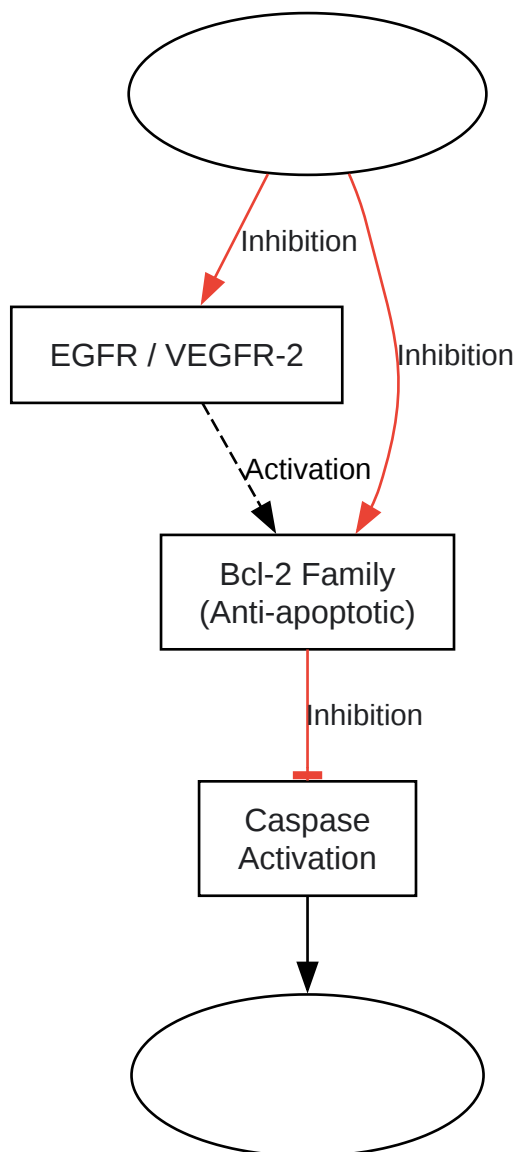 Inhibition
EGFR / VEGFR-2
Inhibition
Activation
Bcl-2 Family
(Anti-apoptotic)
Inhibition
Caspase
Activation